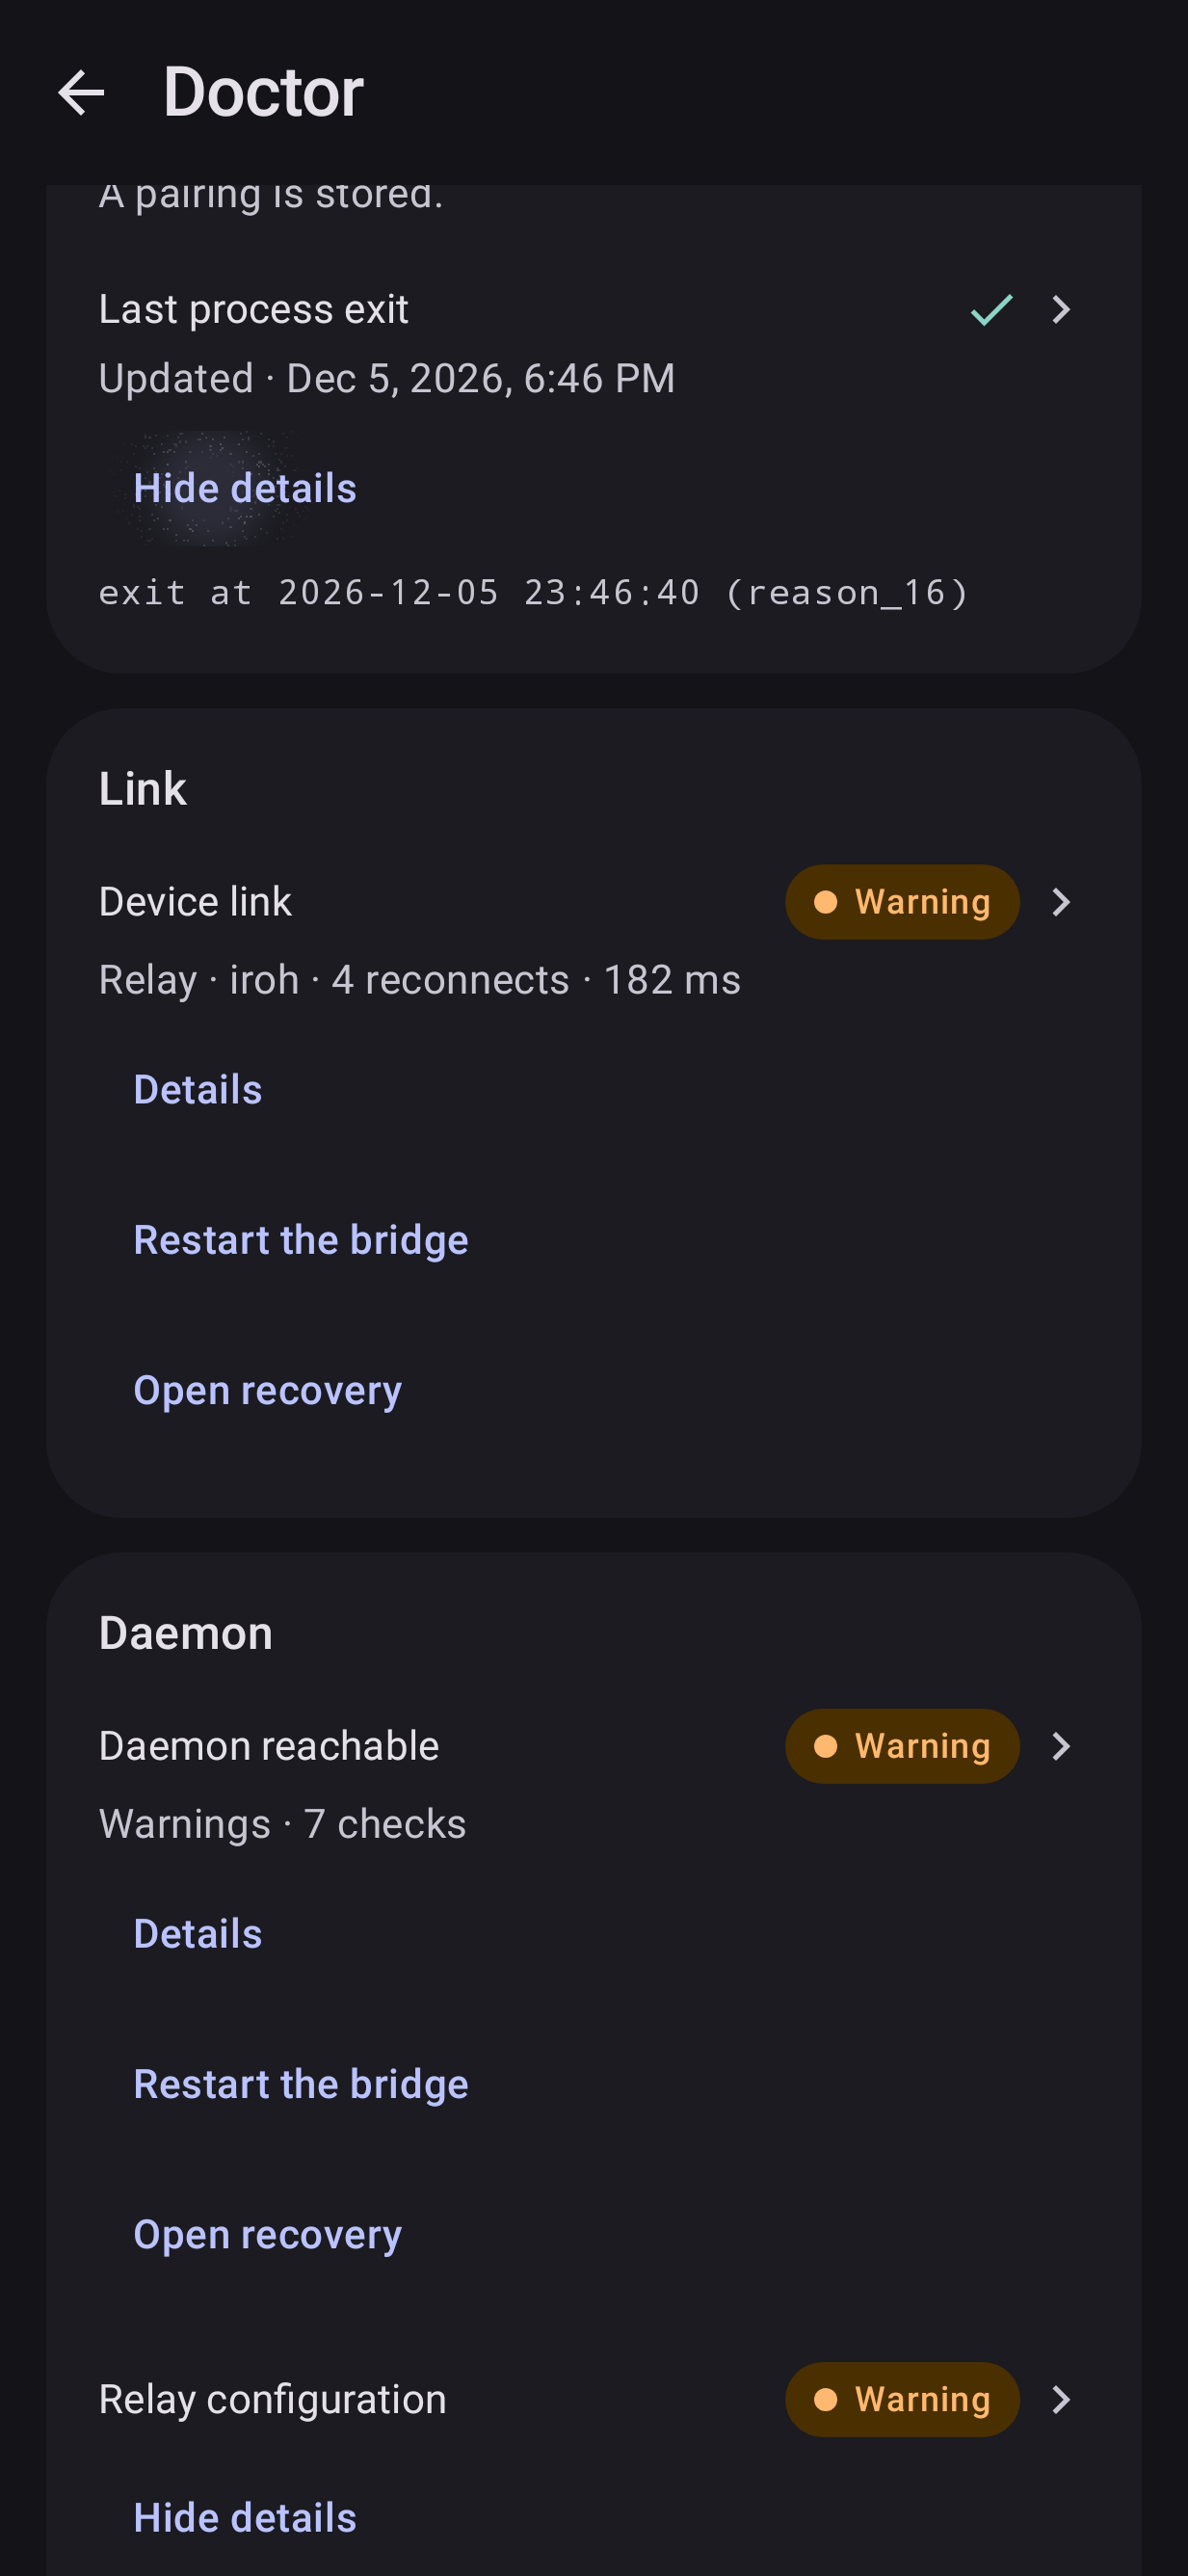 Doctor
A pairing is stored.
Last process exit
Updated · Dec 5, 2026, 6:46 PM
Hide details
exit at 2026-12-05 23:46:40 (reason_16)
Link
Device link
Warning
Relay · iroh · 4 reconnects · 182 ms
Details
Restart the bridge
Open recovery
Daemon
Daemon reachable
Warning
Warnings · 7 checks
Details
Restart the bridge
Open recovery
Relay configuration
Warning
Hide details